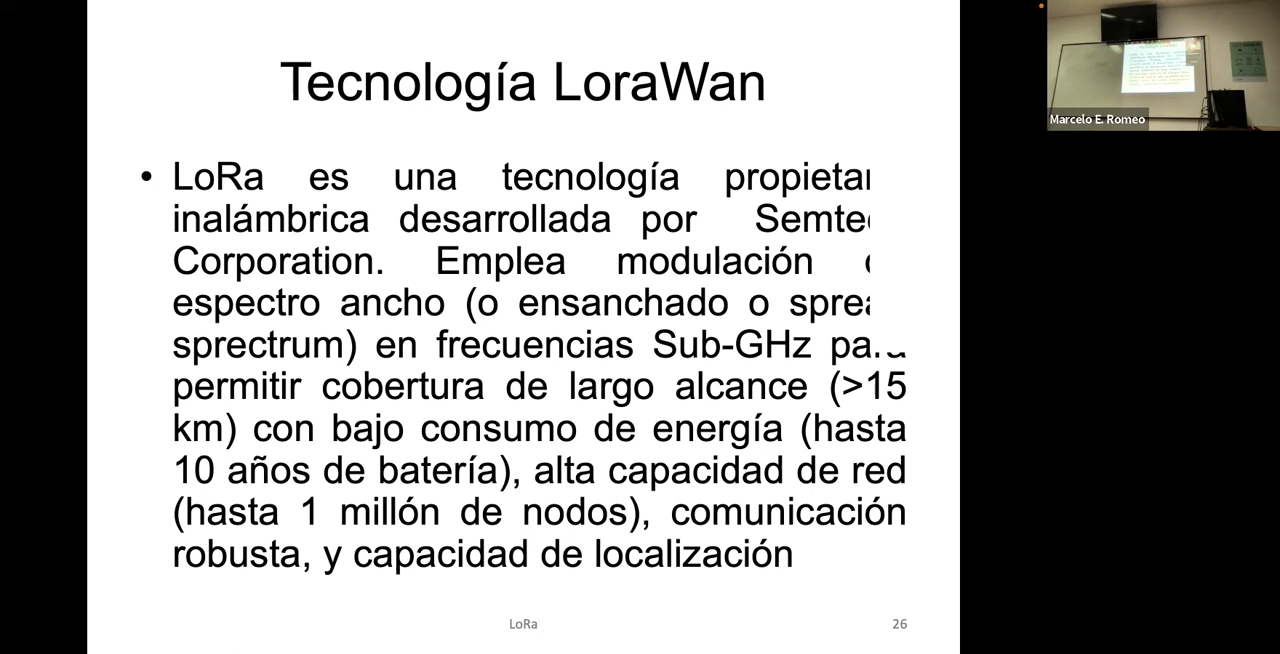 Tecnología LoraWan
• LoRa es una tecnología propietar
inalámbrica desarrollada por Semtec
Corporation. Emplea modulación
espectro ancho (o ensanchado o sprea
sprectrum) en frecuencias Sub-GHz para
permitir cobertura de largo alcance (>15
km) con bajo consumo de energía (hasta
10 años de batería), alta capacidad de red
(hasta 1 millón de nodos), comunicación
robusta, y capacidad de localización
LoRa
26
Marcelo E. Romeo